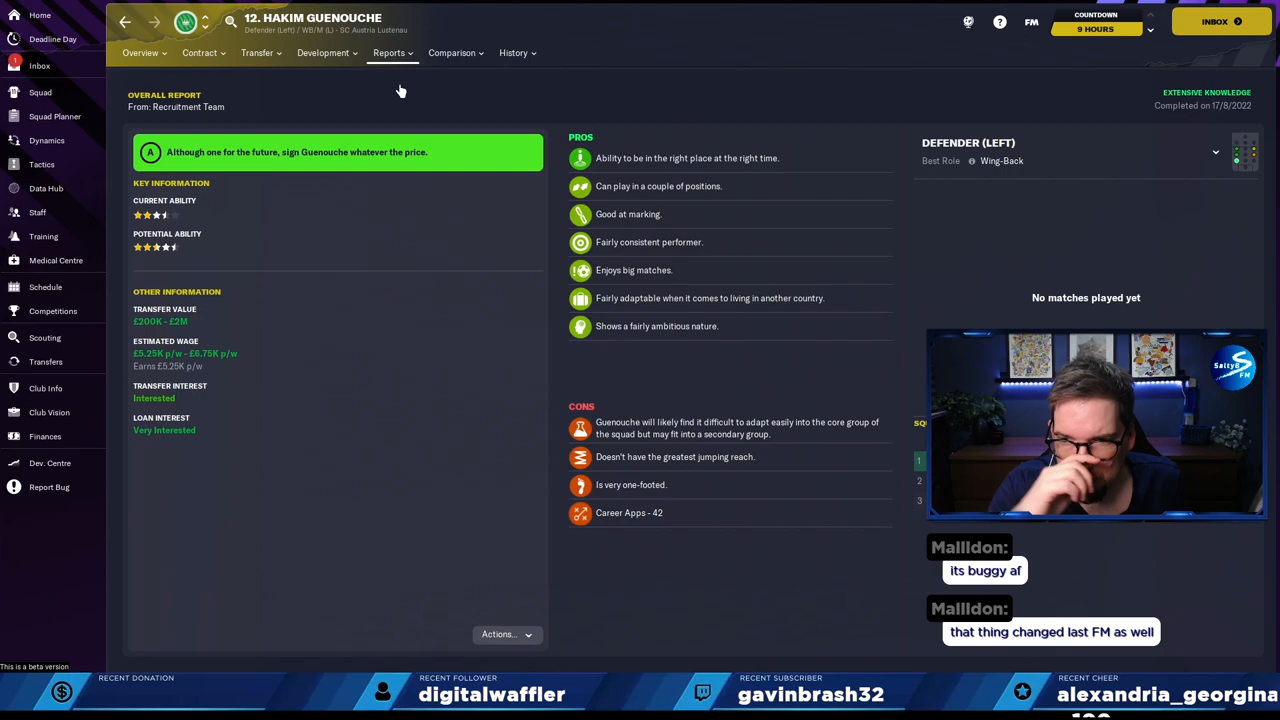 12. HAKIM GUENOUCHE
Defender (Left) / WB/M (L) - SC Austria Lustenau
FM
COUNTDOWN
9 HOURS
INBOX
Home
Deadline Day
1
Inbox
Squad
Squad Planner
Dynamics
Tactics
Data Hub
Staff
Training
Medical Centre
Schedule
Competitions
Scouting
Transfers
Club Info
Club Vision
Finances
Dev. Centre
Report Bug
This is a beta version
Overview
Contract
Transfer
Development
Reports
Comparison
History
OVERALL REPORT
From: Recruitment Team
EXTENSIVE KNOWLEDGE
Completed on 17/8/2022
A
Although one for the future, sign Guenouche whatever the price.
KEY INFORMATION
CURRENT ABILITY
POTENTIAL ABILITY
OTHER INFORMATION
TRANSFER VALUE
£200K - £2M
ESTIMATED WAGE
£5.25K p/w - £6.75K p/w
Earns £5.25K p/w
TRANSFER INTEREST
Interested
LOAN INTEREST
Very Interested
Actions...
PROS
Ability to be in the right place at the right time.
Can play in a couple of positions.
Good at marking.
Fairly consistent performer.
Enjoys big matches.
Fairly adaptable when it comes to living in another country.
Shows a fairly ambitious nature.
CONS
Guenouche will likely find it difficult to adapt easily into the core group of
the squad but may fit into a secondary group.
Doesn't have the greatest jumping reach.
Is very one-footed.
Career Apps - 42
DEFENDER (LEFT)
Best Role
Wing-Back
No matches played yet
1
2
3
SaltyB
FM
Mallldon:
its buggy af
Mallldon:
that thing changed last FM as well
RECENT DONATION
RECENT FOLLOWER
digitalwaffler
RECENT SUBSCRIBER
gavinbrash32
RECENT CHEER
alexandria_georgina